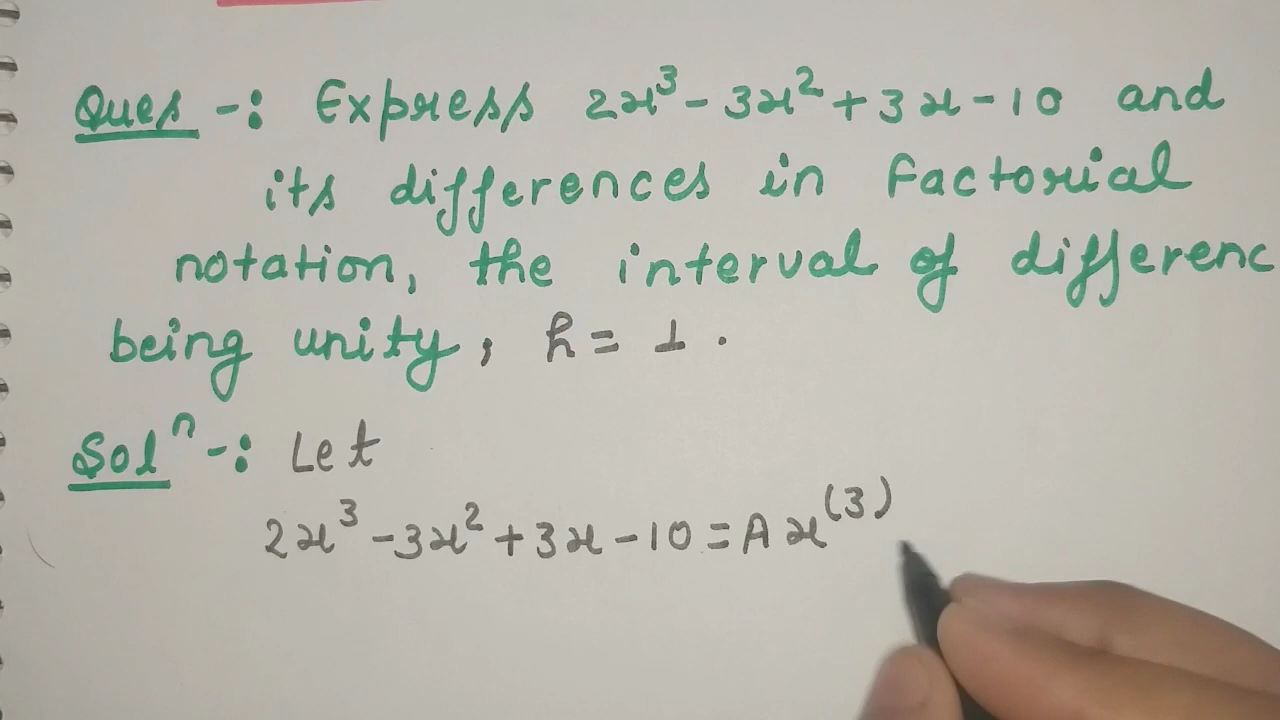 Ques -: Express 2x³ - 3x² + 3x - 10 and
its differences in factorial
notation, the interval of differenc
being unity, h = 1.
Solⁿ -: Let
2x³ - 3x² + 3x - 10 = A x⁽³⁾